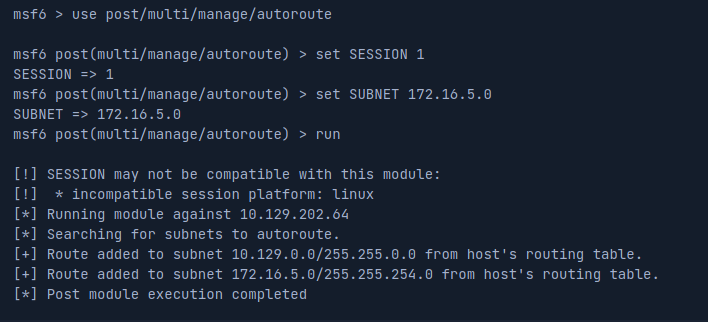 msf6 > use post/multi/manage/autoroute
msf6 post(multi/manage/autoroute) > set SESSION 1
SESSION => 1
msf6 post(multi/manage/autoroute) > set SUBNET 172.16.5.0
SUBNET => 172.16.5.0
msf6 post(multi/manage/autoroute) > run
[!] SESSION may not be compatible with this module:
[!]  * incompatible session platform: linux
[*] Running module against 10.129.202.64
[*] Searching for subnets to autoroute.
[+] Route added to subnet 10.129.0.0/255.255.0.0 from host's routing table.
[+] Route added to subnet 172.16.5.0/255.255.254.0 from host's routing table.
[*] Post module execution completed